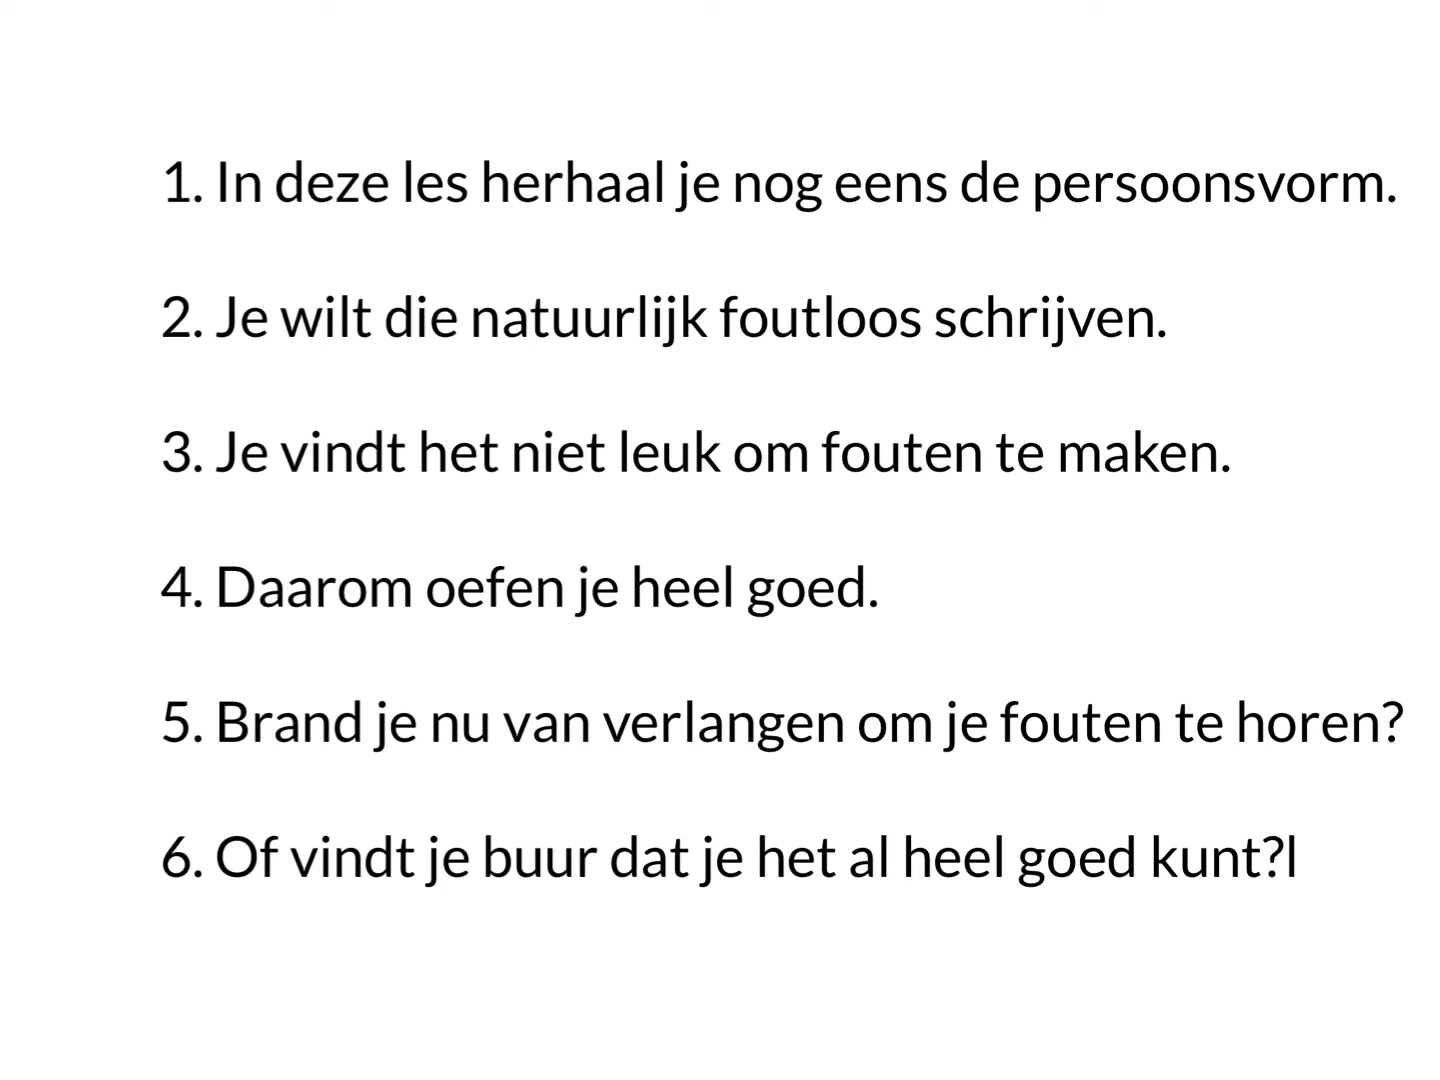 1. In deze les herhaal je nog eens de persoonsvorm.
2. Je wilt die natuurlijk foutloos schrijven.
3. Je vindt het niet leuk om fouten te maken.
4. Daarom oefen je heel goed.
5. Brand je nu van verlangen om je fouten te horen?
6. Of vindt je buur dat je het al heel goed kunt?l